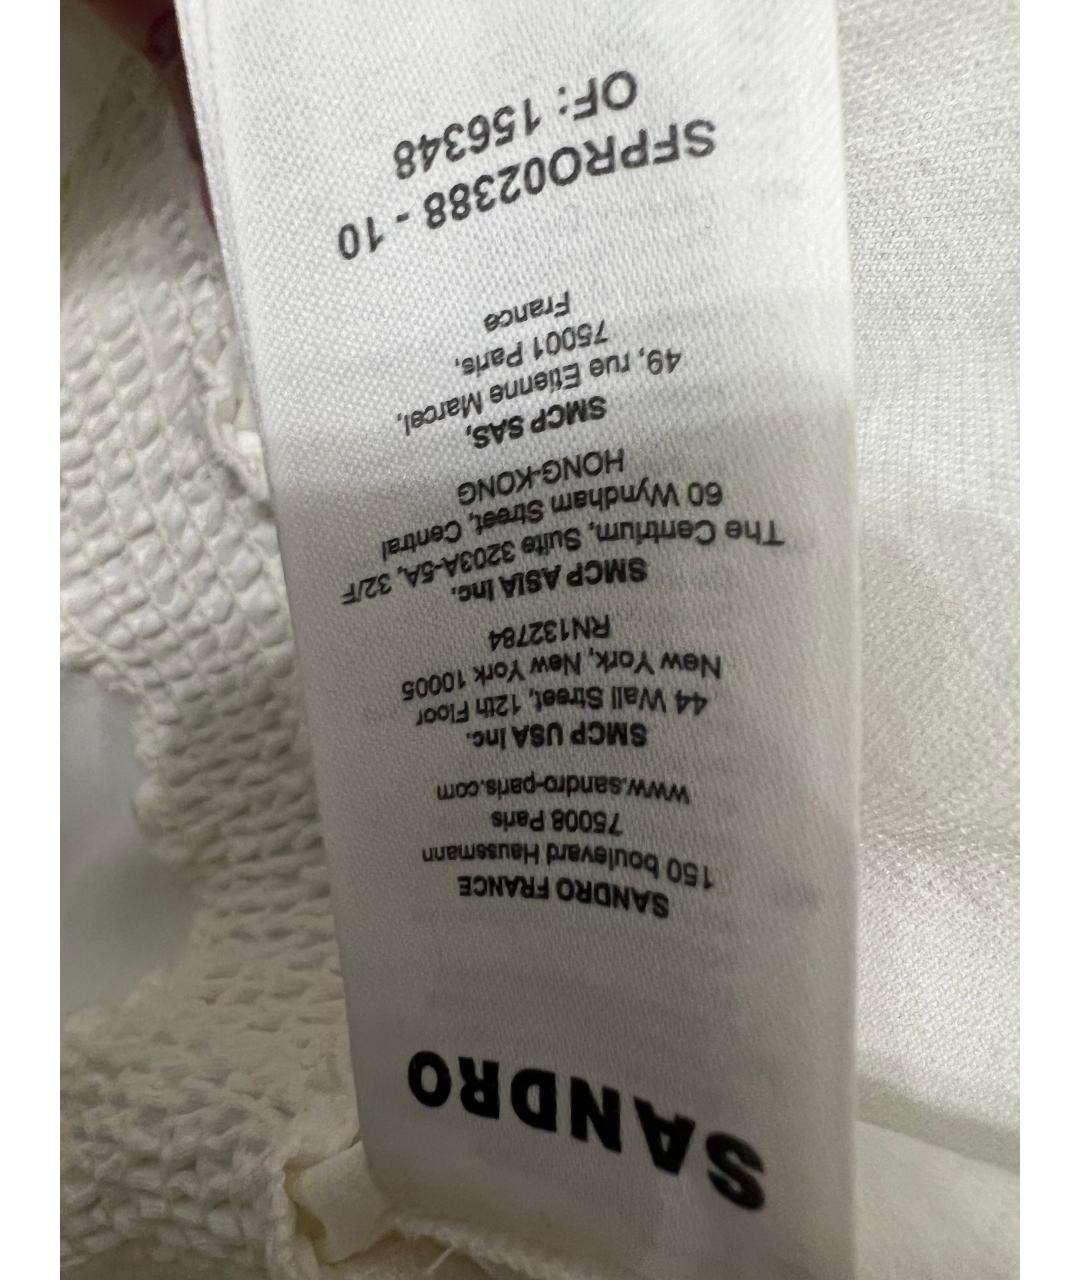 SANDRO
SANDRO FRANCE
150 boulevard Haussmann
75008 Paris
www.sandro-paris.com
SMCP USA Inc.
44 Wall Street, 12th Floor
New York, New York 10005
RN132784
SMCP ASIA Inc.
The Centrium, Suite 3203A-5A, 32/F
60 Wyndham Street, Central
HONG-KONG
SMCP SAS,
49, rue Etienne Marcel,
75001 Paris,
France
SFPRO02388 - 10
OF: 156348